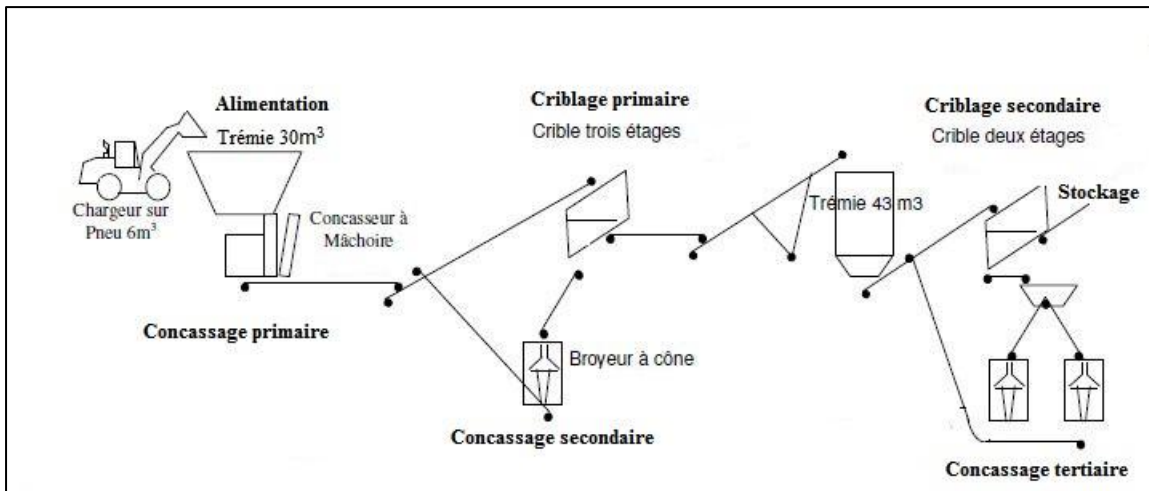 Alimentation
Trémie 30m³
Chargeur sur
Pneu 6m³
Concasseur à
Mâchoire
Concassage primaire
Criblage primaire
Crible trois étages
Broyeur à cône
Concassage secondaire
Trémie 43 m3
Criblage secondaire
Crible deux étages
Stockage
Concassage tertiaire